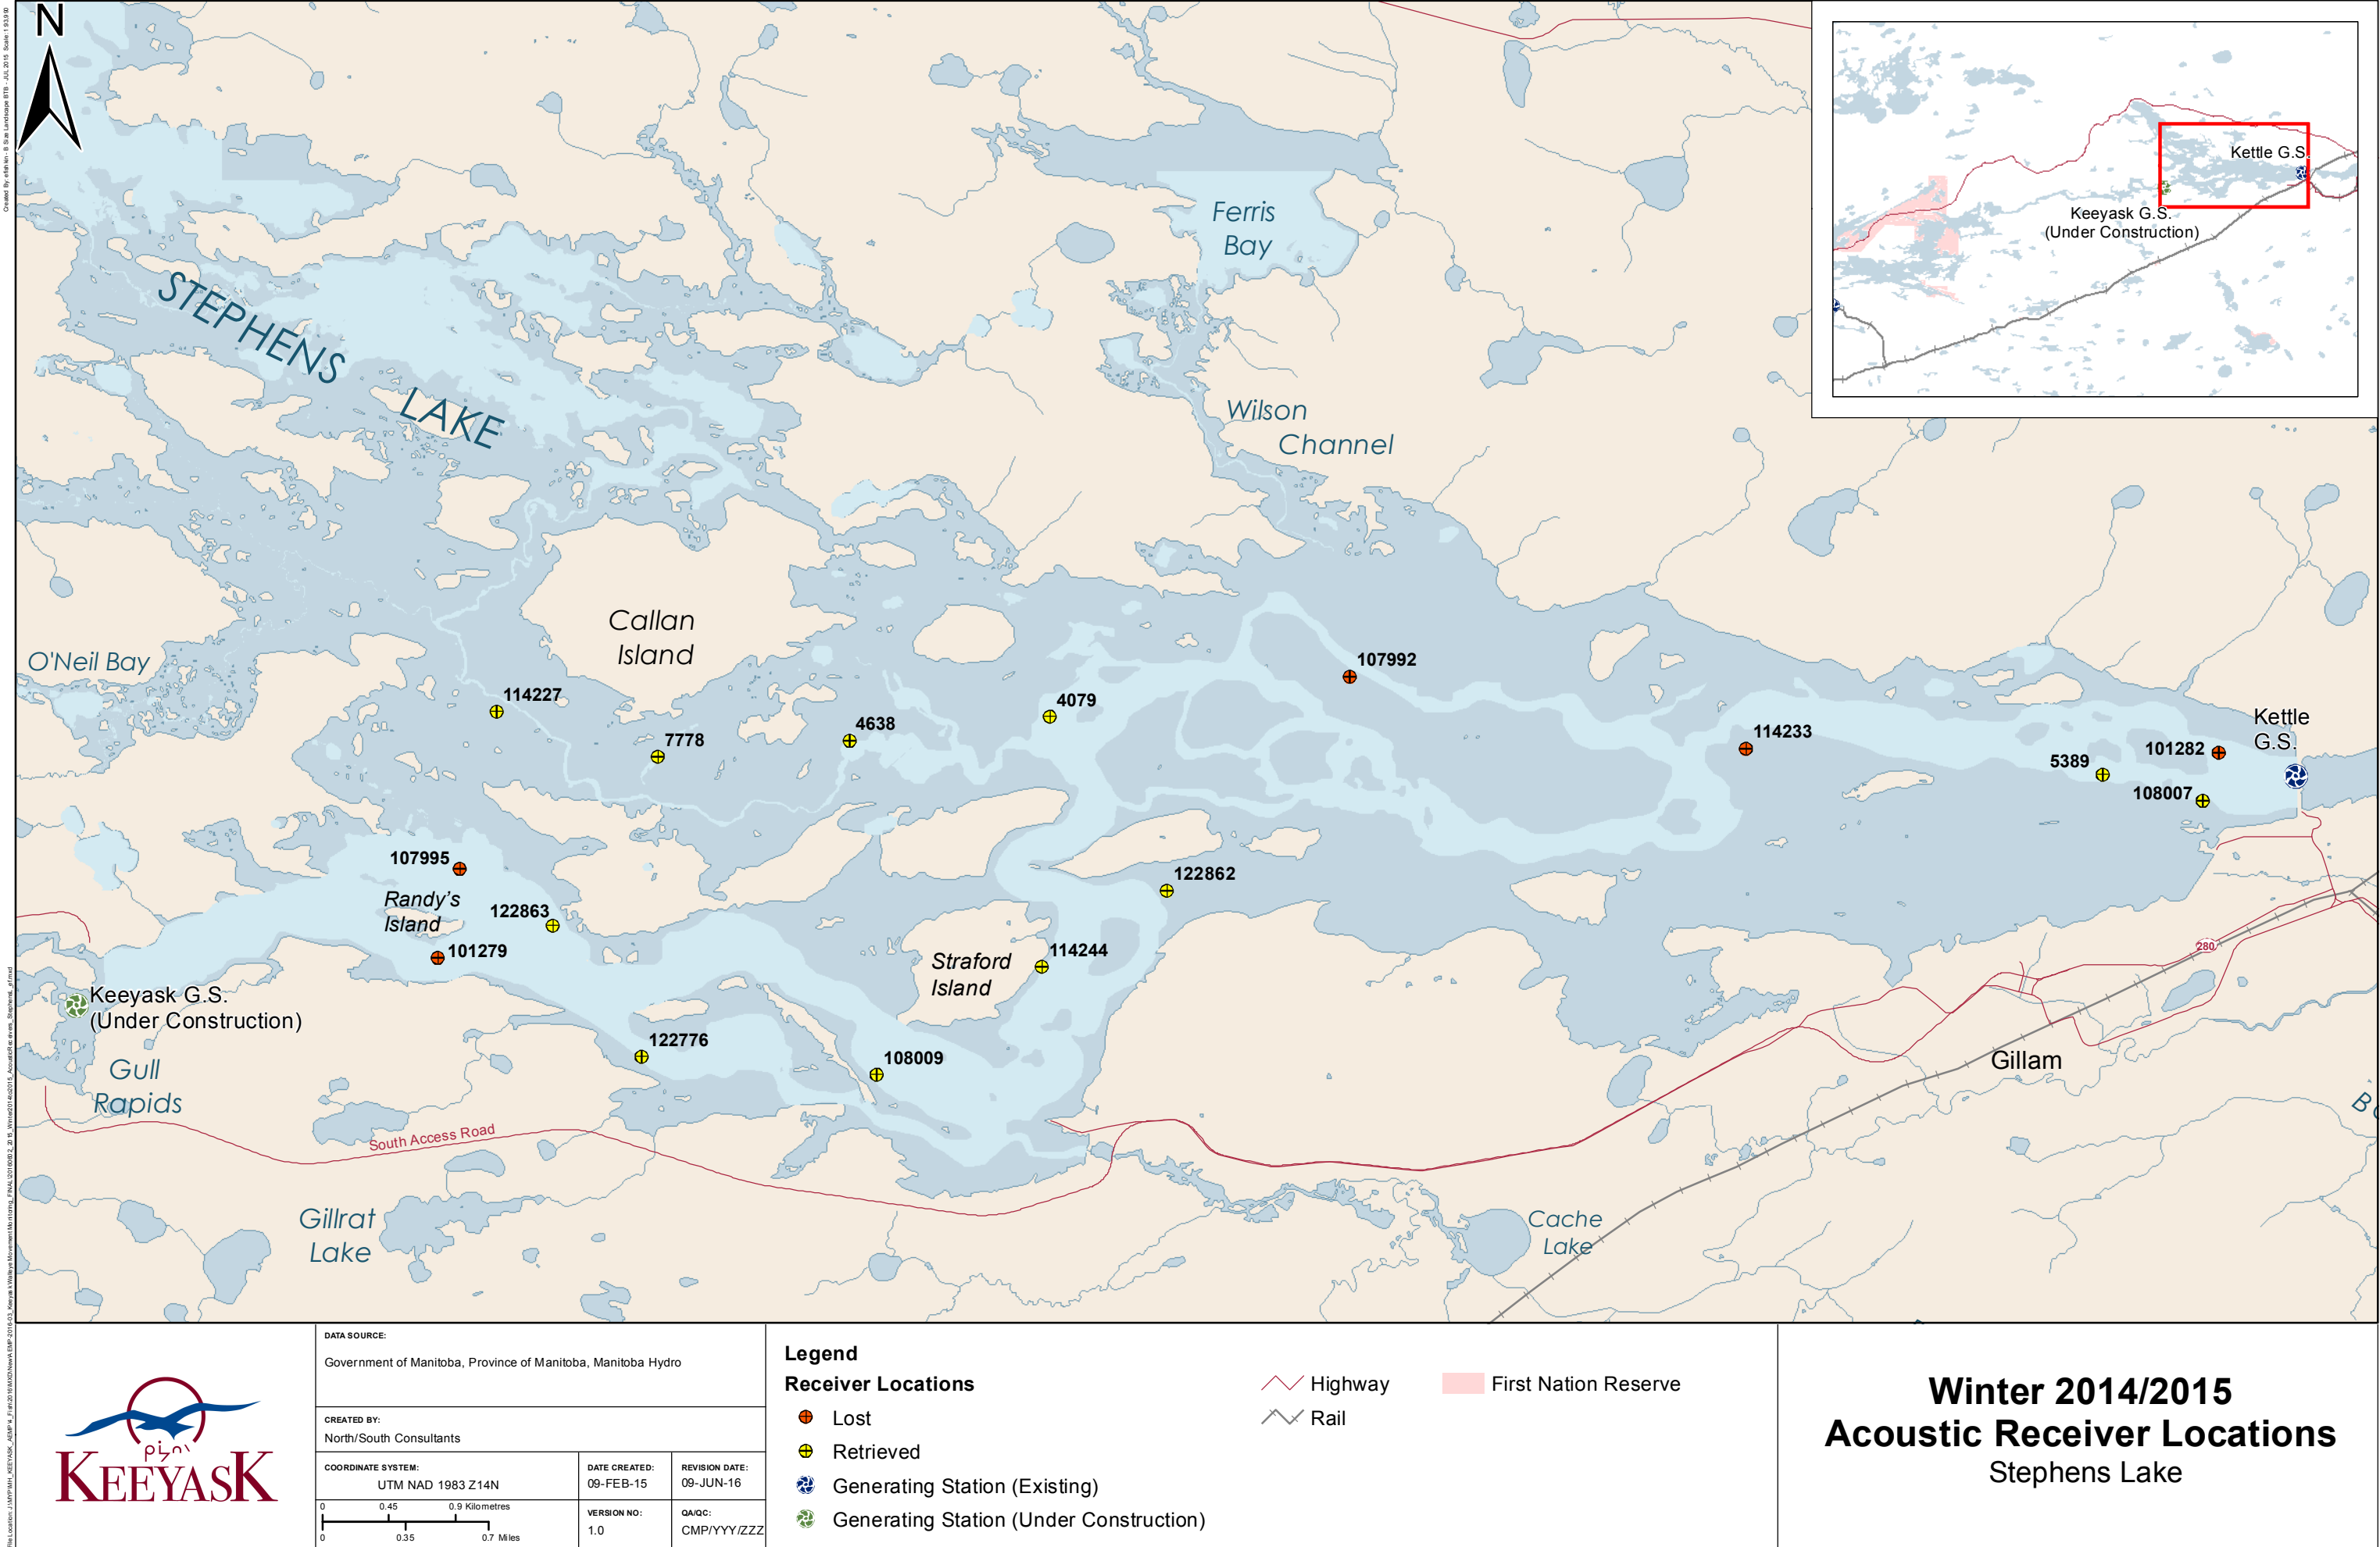 N
Kettle G.S.
Keeyask G.S.
(Under Construction)
Ferris
Bay
STEPHENS
LAKE
Wilson
Channel
Callan
Island
O'Neil Bay
107992
114227
4079
4638
7778
114233
Kettle
G.S.
101282
5389
108007
107995
122862
Randy's
Island
122863
101279
114244
Straford
Island
280
Keeyask G.S.
(Under Construction)
122776
108009
Gillam
Gull
Rapids
South Access Road
Gillrat
Lake
Cache
Lake
KEEYASK
DATA SOURCE:
Government of Manitoba, Province of Manitoba, Manitoba Hydro
CREATED BY:
North/South Consultants
COORDINATE SYSTEM:
UTM NAD 1983 Z14N
DATE CREATED:
09-FEB-15
REVISION DATE:
09-JUN-16
0 0.45 0.9 Kilometres
0 0.35 0.7 Miles
VERSION NO:
1.0
QA/QC:
CMP/YYY/ZZZ
Legend
Receiver Locations
Lost
Retrieved
Generating Station (Existing)
Generating Station (Under Construction)
Highway
Rail
First Nation Reserve
Winter 2014/2015
Acoustic Receiver Locations
Stephens Lake